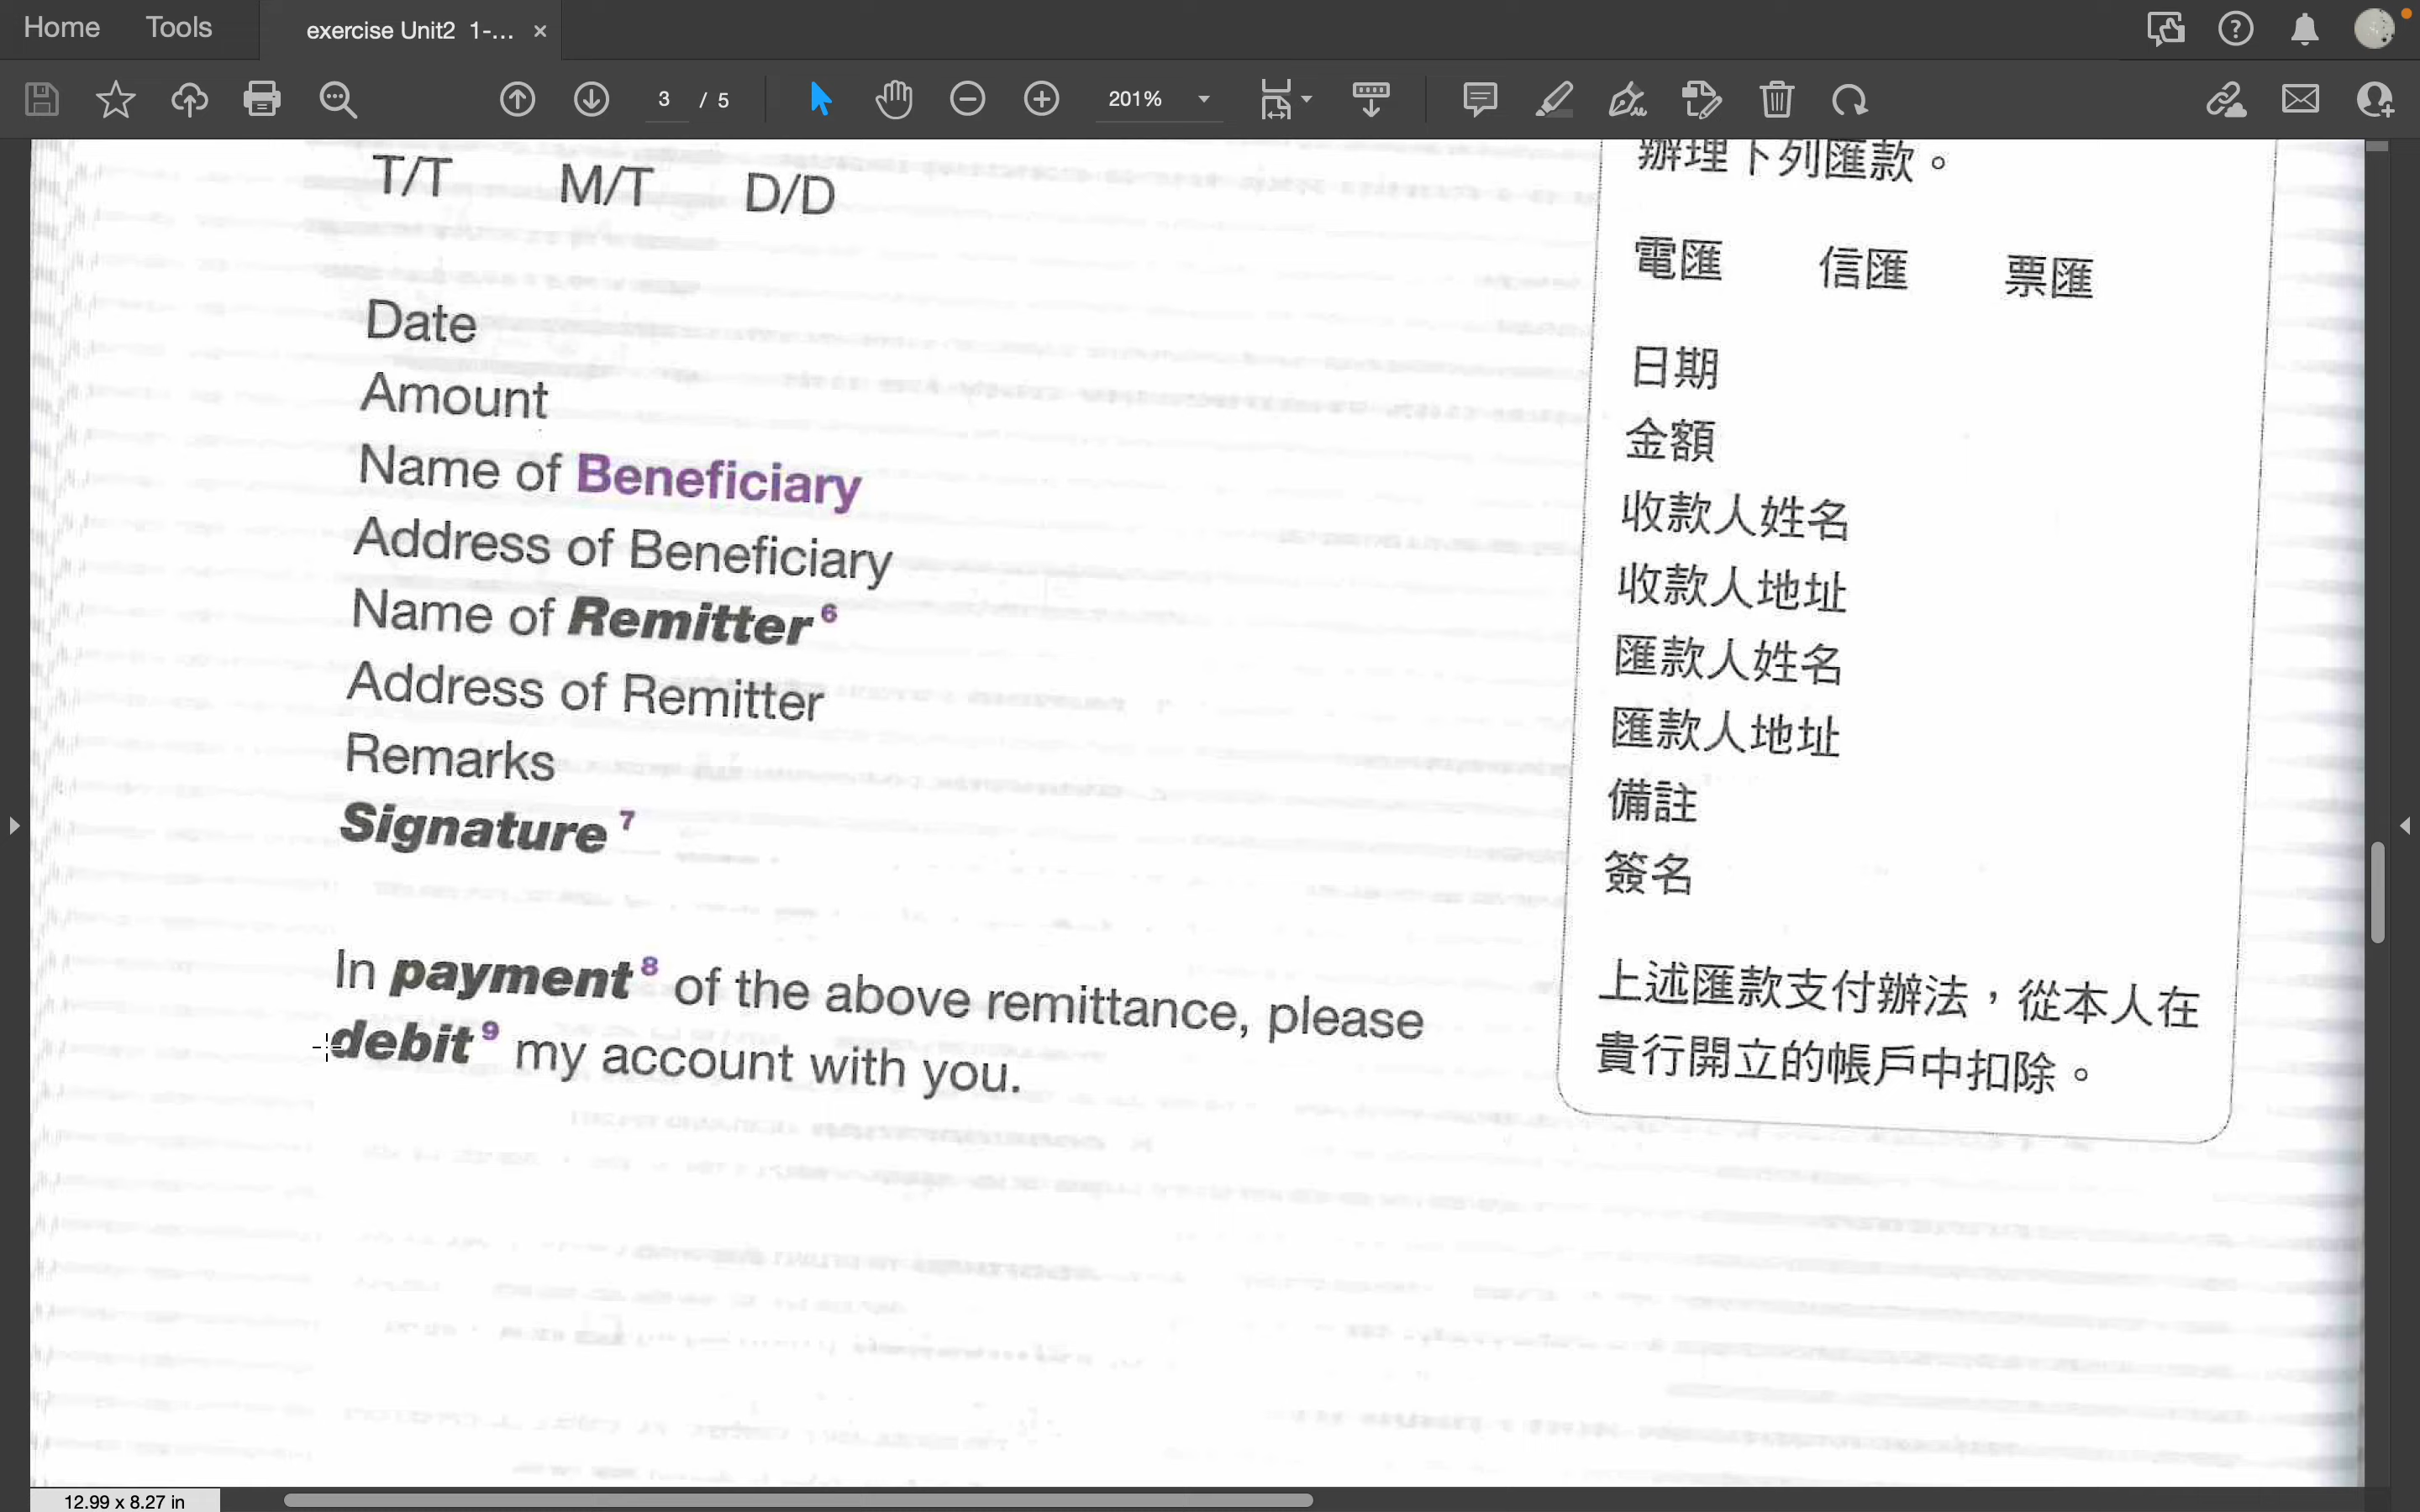 Home Tools exercise Unit2 1-... ×
3 / 5 201%
T/T M/T D/D
Date
Amount
Name of Beneficiary
Address of Beneficiary
Name of Remitter 6
Address of Remitter
Remarks
Signature 7
In payment 8 of the above remittance, please
debit 9 my account with you.
辦理下列匯款。
電匯 信匯 票匯
日期
金額
收款人姓名
收款人地址
匯款人姓名
匯款人地址
備註
簽名
上述匯款支付辦法，從本人在
貴行開立的帳戶中扣除。
12.99 x 8.27 in